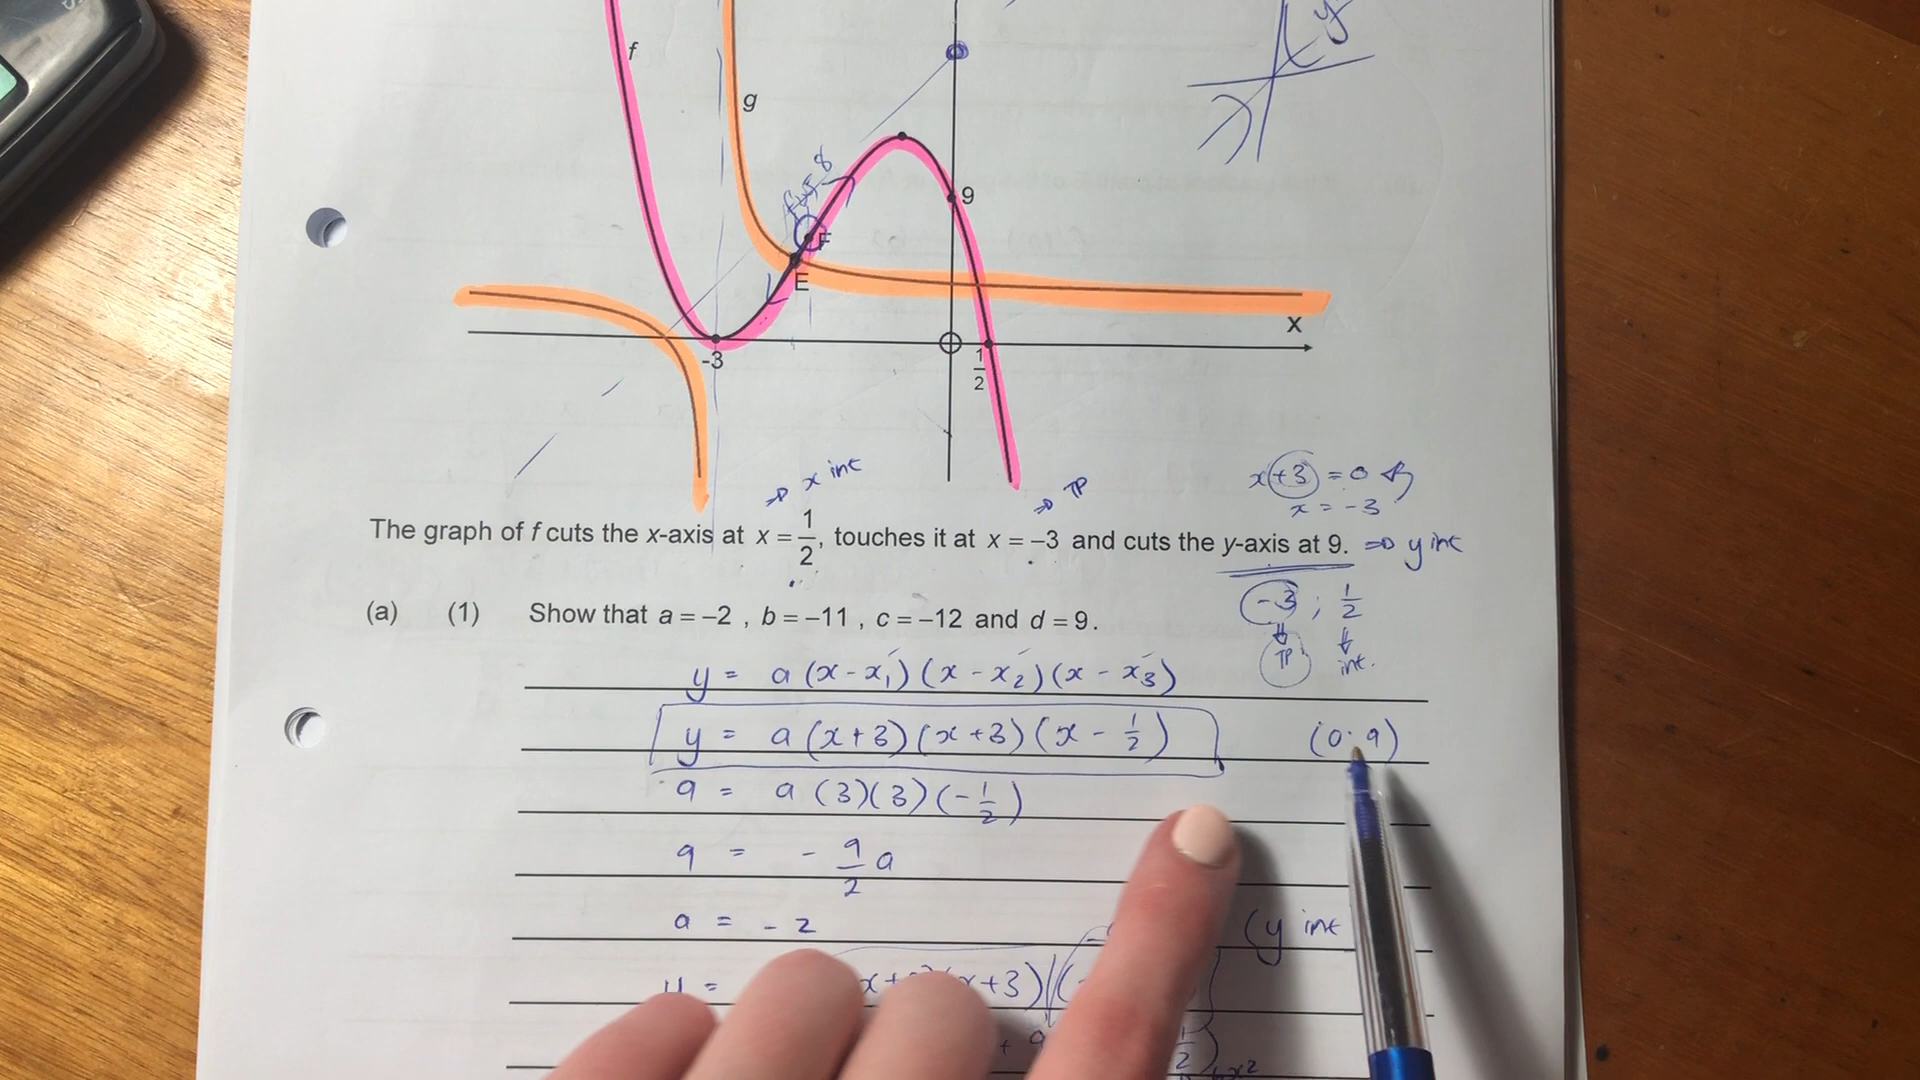 f
y
g
f(x)=8
9
F
E
x
-3
1/2
x int
TP
x+3 = 0
x = -3
The graph of f cuts the x-axis at x = 1/2, touches it at x = −3 and cuts the y-axis at 9. ⇒ y int
-3 ; 1/2
(a) (1) Show that a = −2 , b = −11 , c = −12 and d = 9.
TP int.
y = a (x - x₁) (x - x₂) (x - x₃)
y = a (x+3) (x+3) (x - 1/2) (0; 9)
9 = a (3)(3)(-1/2)
9 = - 9/2 a
a = -2 (y int
x+3)